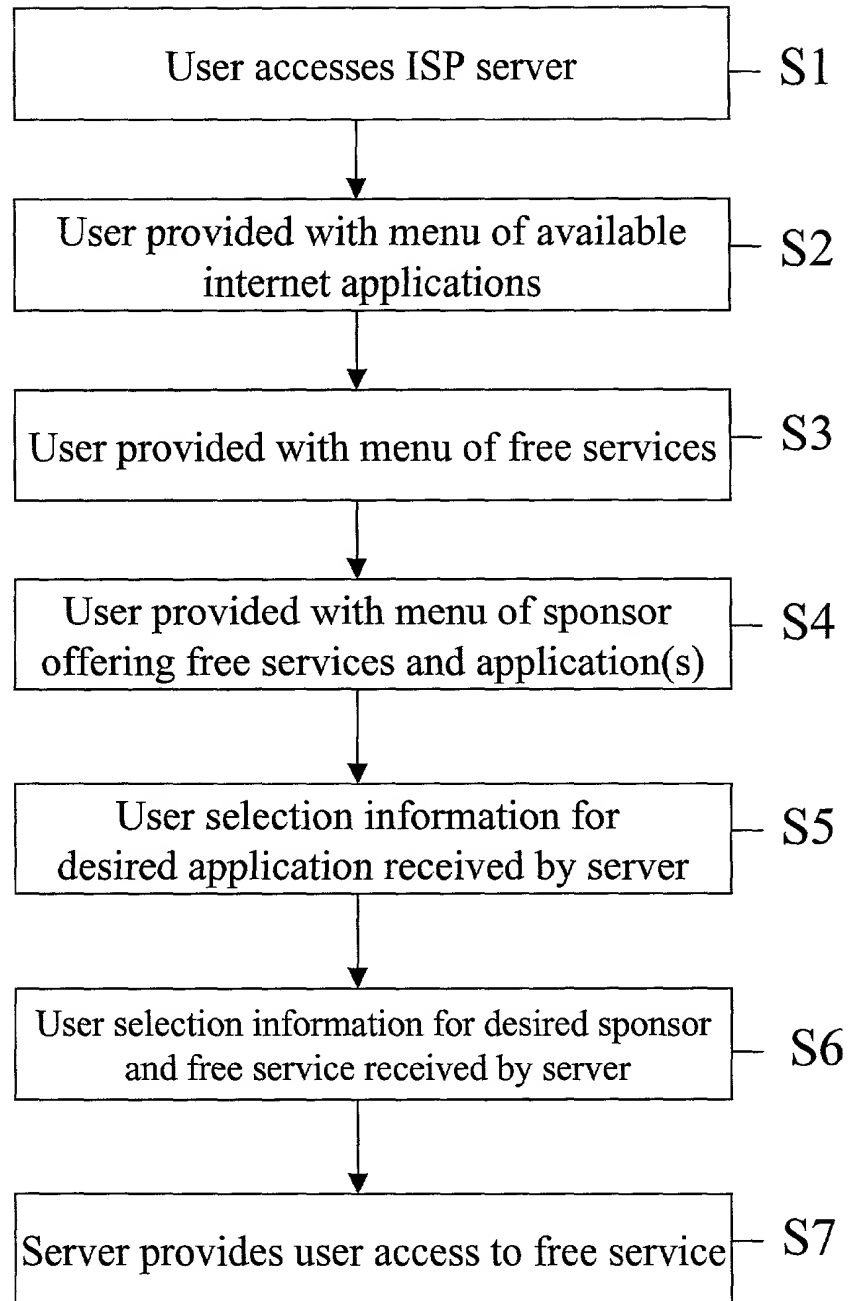 User accesses ISP server
S1
User provided with menu of available
internet applications
S2
User provided with menu of free services
S3
User provided with menu of sponsor
offering free services and application(s)
S4
User selection information for
desired application received by server
S5
User selection information for desired sponsor
and free service received by server
S6
Server provides user access to free service
S7